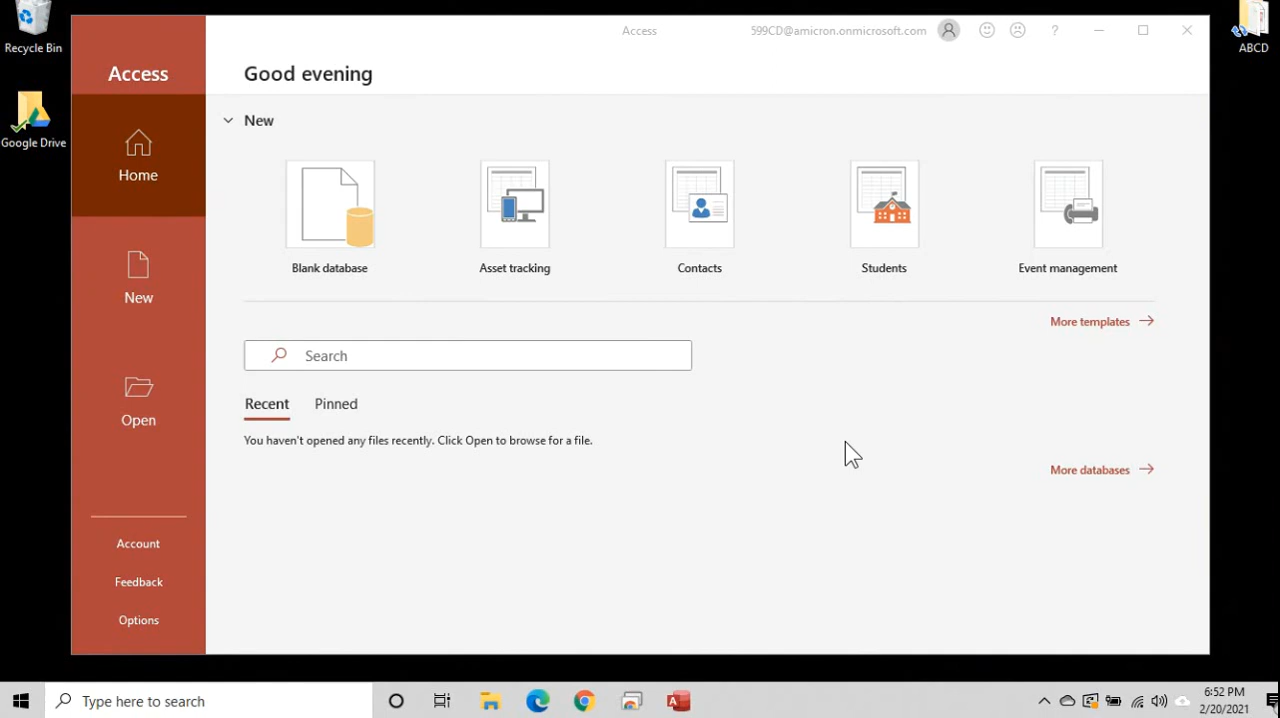 Recycle Bin
Google Drive
ABCD
Access
599CD@amicron.onmicrosoft.com
?
Access
Home
New
Open
Account
Feedback
Options
Good evening
New
Blank database
Asset tracking
Contacts
Students
Event management
More templates
Search
Recent Pinned
You haven't opened any files recently. Click Open to browse for a file.
More databases
Type here to search
6:52 PM
2/20/2021